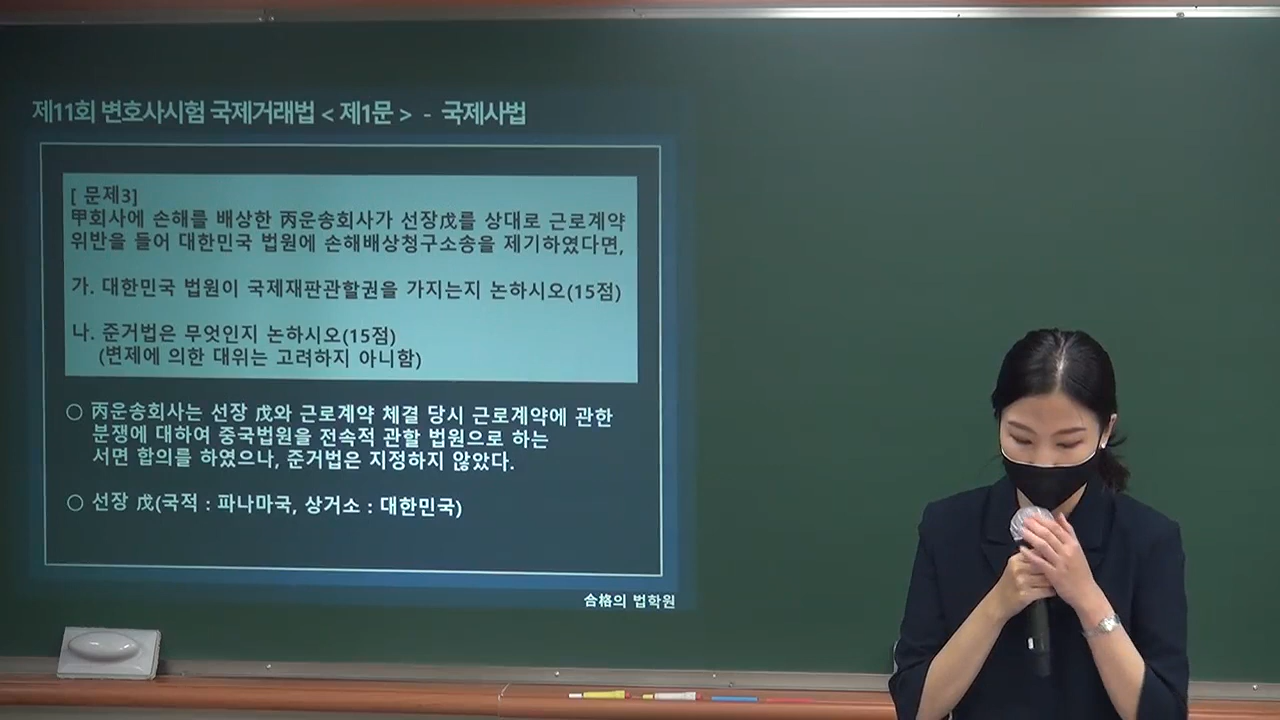 제11회 변호사시험 국제거래법 < 제1문 > - 국제사법
[ 문제3]
甲회사에 손해를 배상한 丙운송회사가 선장戊를 상대로 근로계약
위반을 들어 대한민국 법원에 손해배상청구소송을 제기하였다면,
가. 대한민국 법원이 국제재판관할권을 가지는지 논하시오(15점)
나. 준거법은 무엇인지 논하시오(15점)
(변제에 의한 대위는 고려하지 아니함)
○ 丙운송회사는 선장 戊와 근로계약 체결 당시 근로계약에 관한
분쟁에 대하여 중국법원을 전속적 관할 법원으로 하는
서면 합의를 하였으나, 준거법은 지정하지 않았다.
○ 선장 戊(국적 : 파나마국, 상거소 : 대한민국)
合格의 법학원